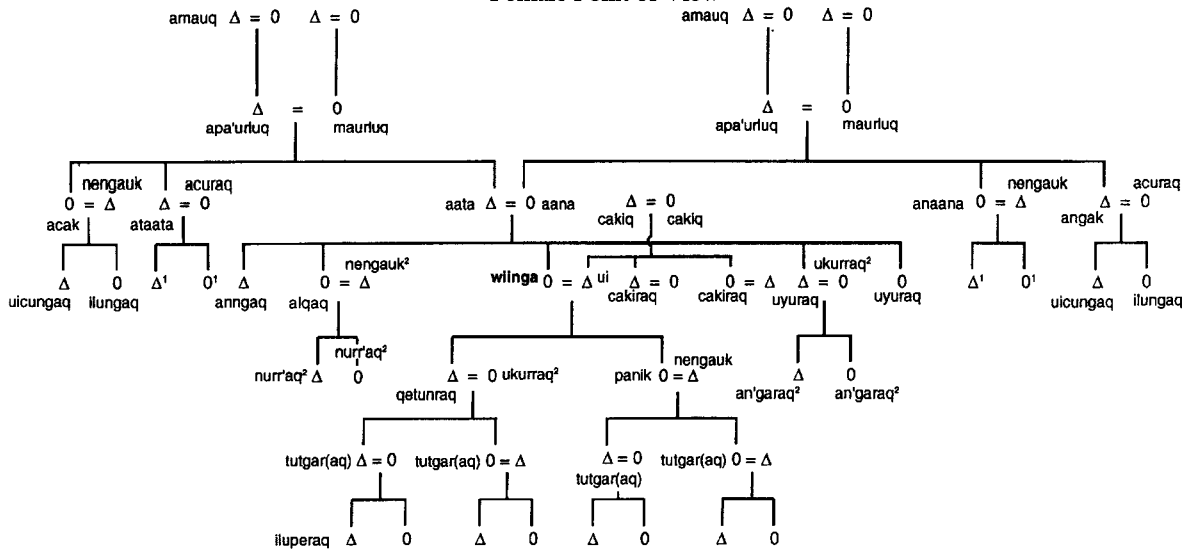 amauq Δ = 0 Δ = 0 amauq Δ = 0 Δ = 0
Δ = 0 Δ = 0
apa'urluq maurluq apa'urluq maurluq
nengauk acuraq nengauk acuraq
0 = Δ Δ = 0 aata Δ = 0 aana Δ = 0 anaana 0 = Δ Δ = 0
acak ataata cakiq cakiq angak
nengauk² ukurraq²
Δ 0 Δ¹ 0¹ Δ 0 = Δ wiinga 0 = Δ ui Δ = 0 0 = Δ Δ = 0 0 Δ¹ 0¹ Δ 0
uicungaq ilungaq anngaq alqaq cakiraq cakiraq uyuraq uyuraq uicungaq ilungaq
nurr'aq² nengauk
nurr'aq² Δ 0 Δ = 0 ukurraq² panik 0 = Δ Δ 0
qetunraq an'garaq² an'garaq²
tutgar(aq) Δ = 0 tutgar(aq) 0 = Δ Δ = 0 tutgar(aq) 0 = Δ
tutgar(aq)
iluperaq Δ 0 Δ 0 Δ 0 Δ 0